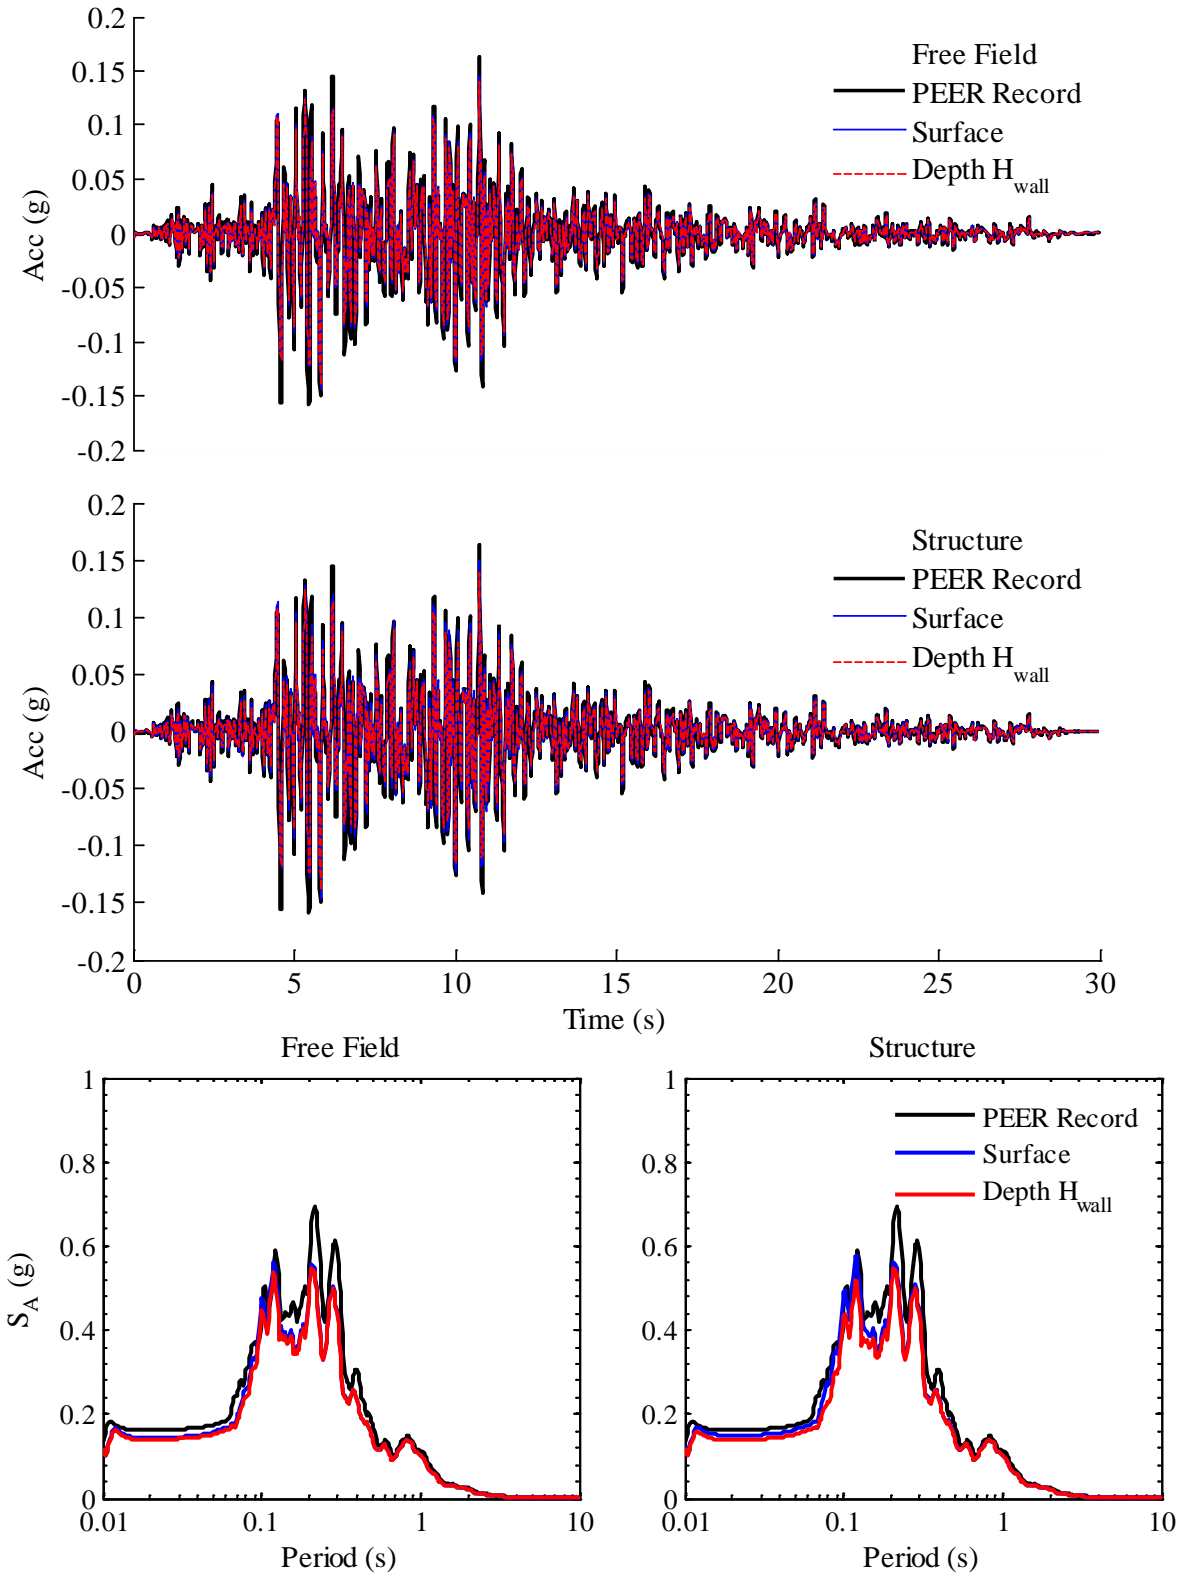 0.2
0.15
0.1
0.05
0
-0.05
-0.1
-0.15
-0.2
Acc (g)
Free Field
PEER Record
Surface
Depth H_wall
0.2
0.15
0.1
0.05
0
-0.05
-0.1
-0.15
-0.2
Acc (g)
Structure
PEER Record
Surface
Depth H_wall
0 5 10 15 20 25 30
Time (s)
Free Field
1
0.8
0.6
0.4
0.2
0
S_A (g)
0.01 0.1 1 10
Period (s)
Structure
1
0.8
0.6
0.4
0.2
0
PEER Record
Surface
Depth H_wall
0.01 0.1 1 10
Period (s)